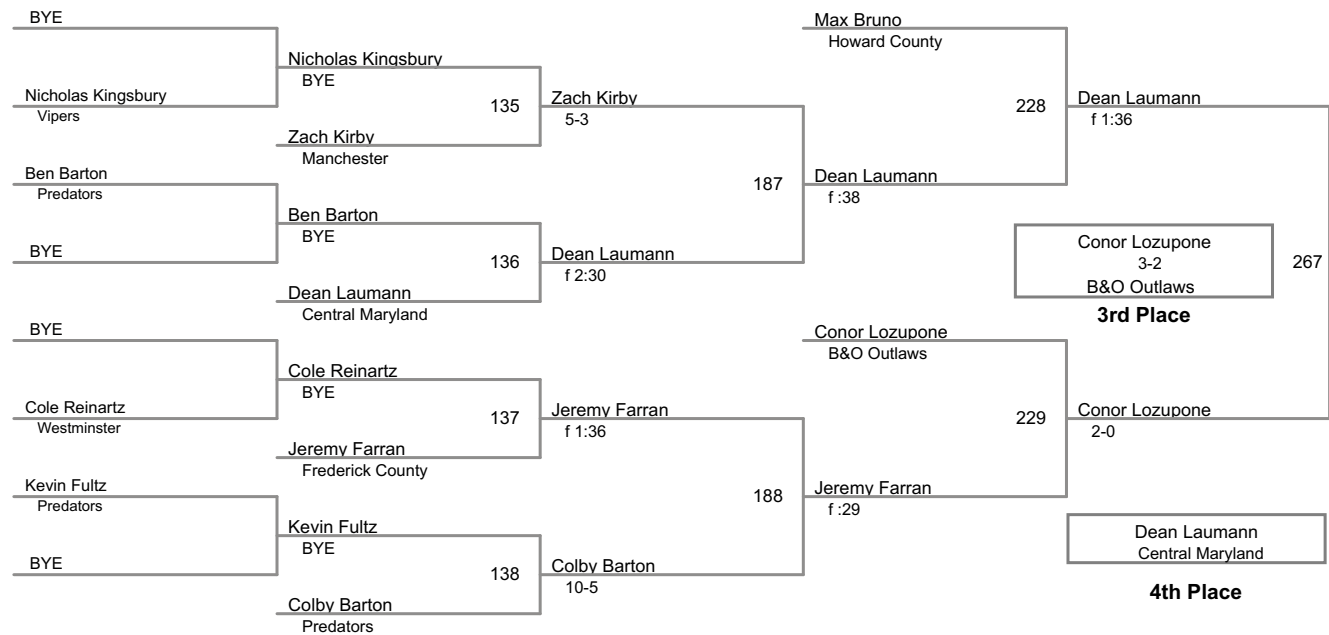 BYE
Nicholas Kingsbury
Vipers
Ben Barton
Predators
BYE
BYE
Cole Reinartz
Westminster
Kevin Fultz
Predators
BYE
Nicholas Kingsbury
BYE
135
Zach Kirby
Manchester
Ben Barton
BYE
136
Dean Laumann
Central Maryland
Cole Reinartz
BYE
137
Jeremy Farran
Frederick County
Kevin Fultz
BYE
138
Colby Barton
Predators
Zach Kirby
5-3
187
Dean Laumann
f 2:30
Jeremy Farran
f 1:36
188
Colby Barton
10-5
Max Bruno
Howard County
228
Dean Laumann
f :38
Conor Lozupone
B&O Outlaws
229
Jeremy Farran
f :29
Dean Laumann
f 1:36
Conor Lozupone
3-2
B&O Outlaws
267
3rd Place
Conor Lozupone
2-0
Dean Laumann
Central Maryland
4th Place